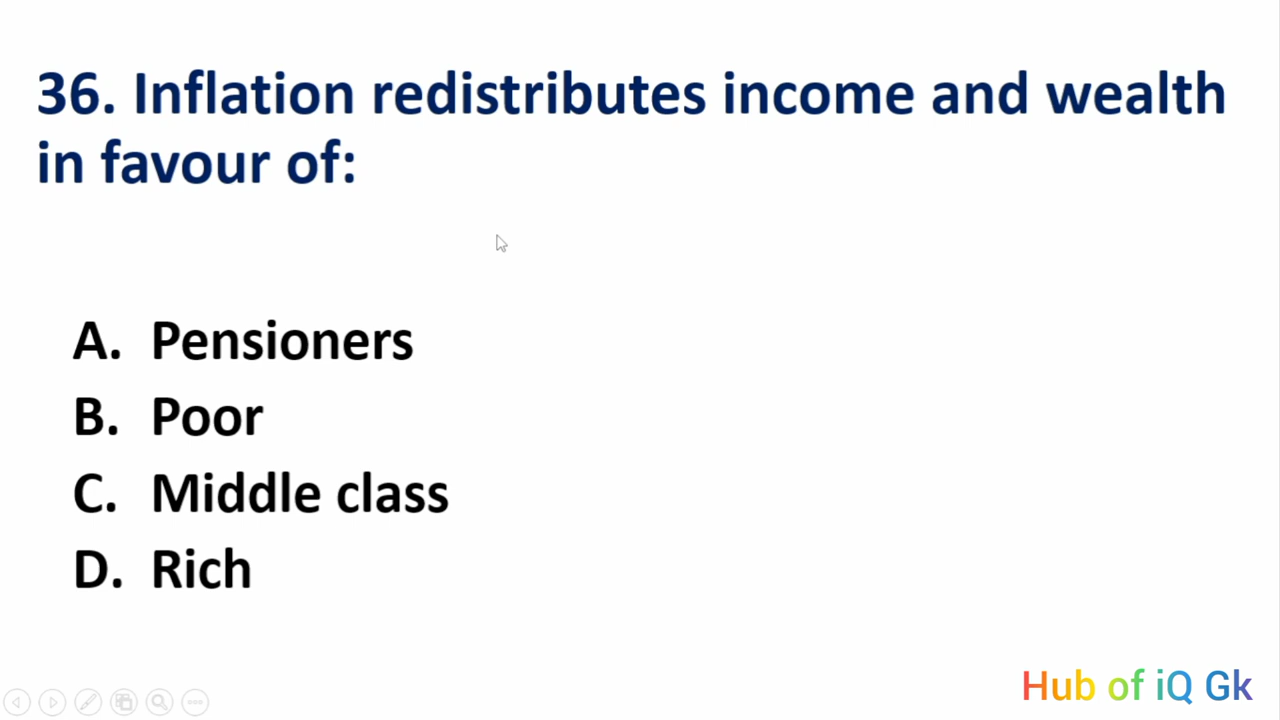 36. Inflation redistributes income and wealth
in favour of:
A. Pensioners
B. Poor
C. Middle class
D. Rich
Hub of iQ Gk